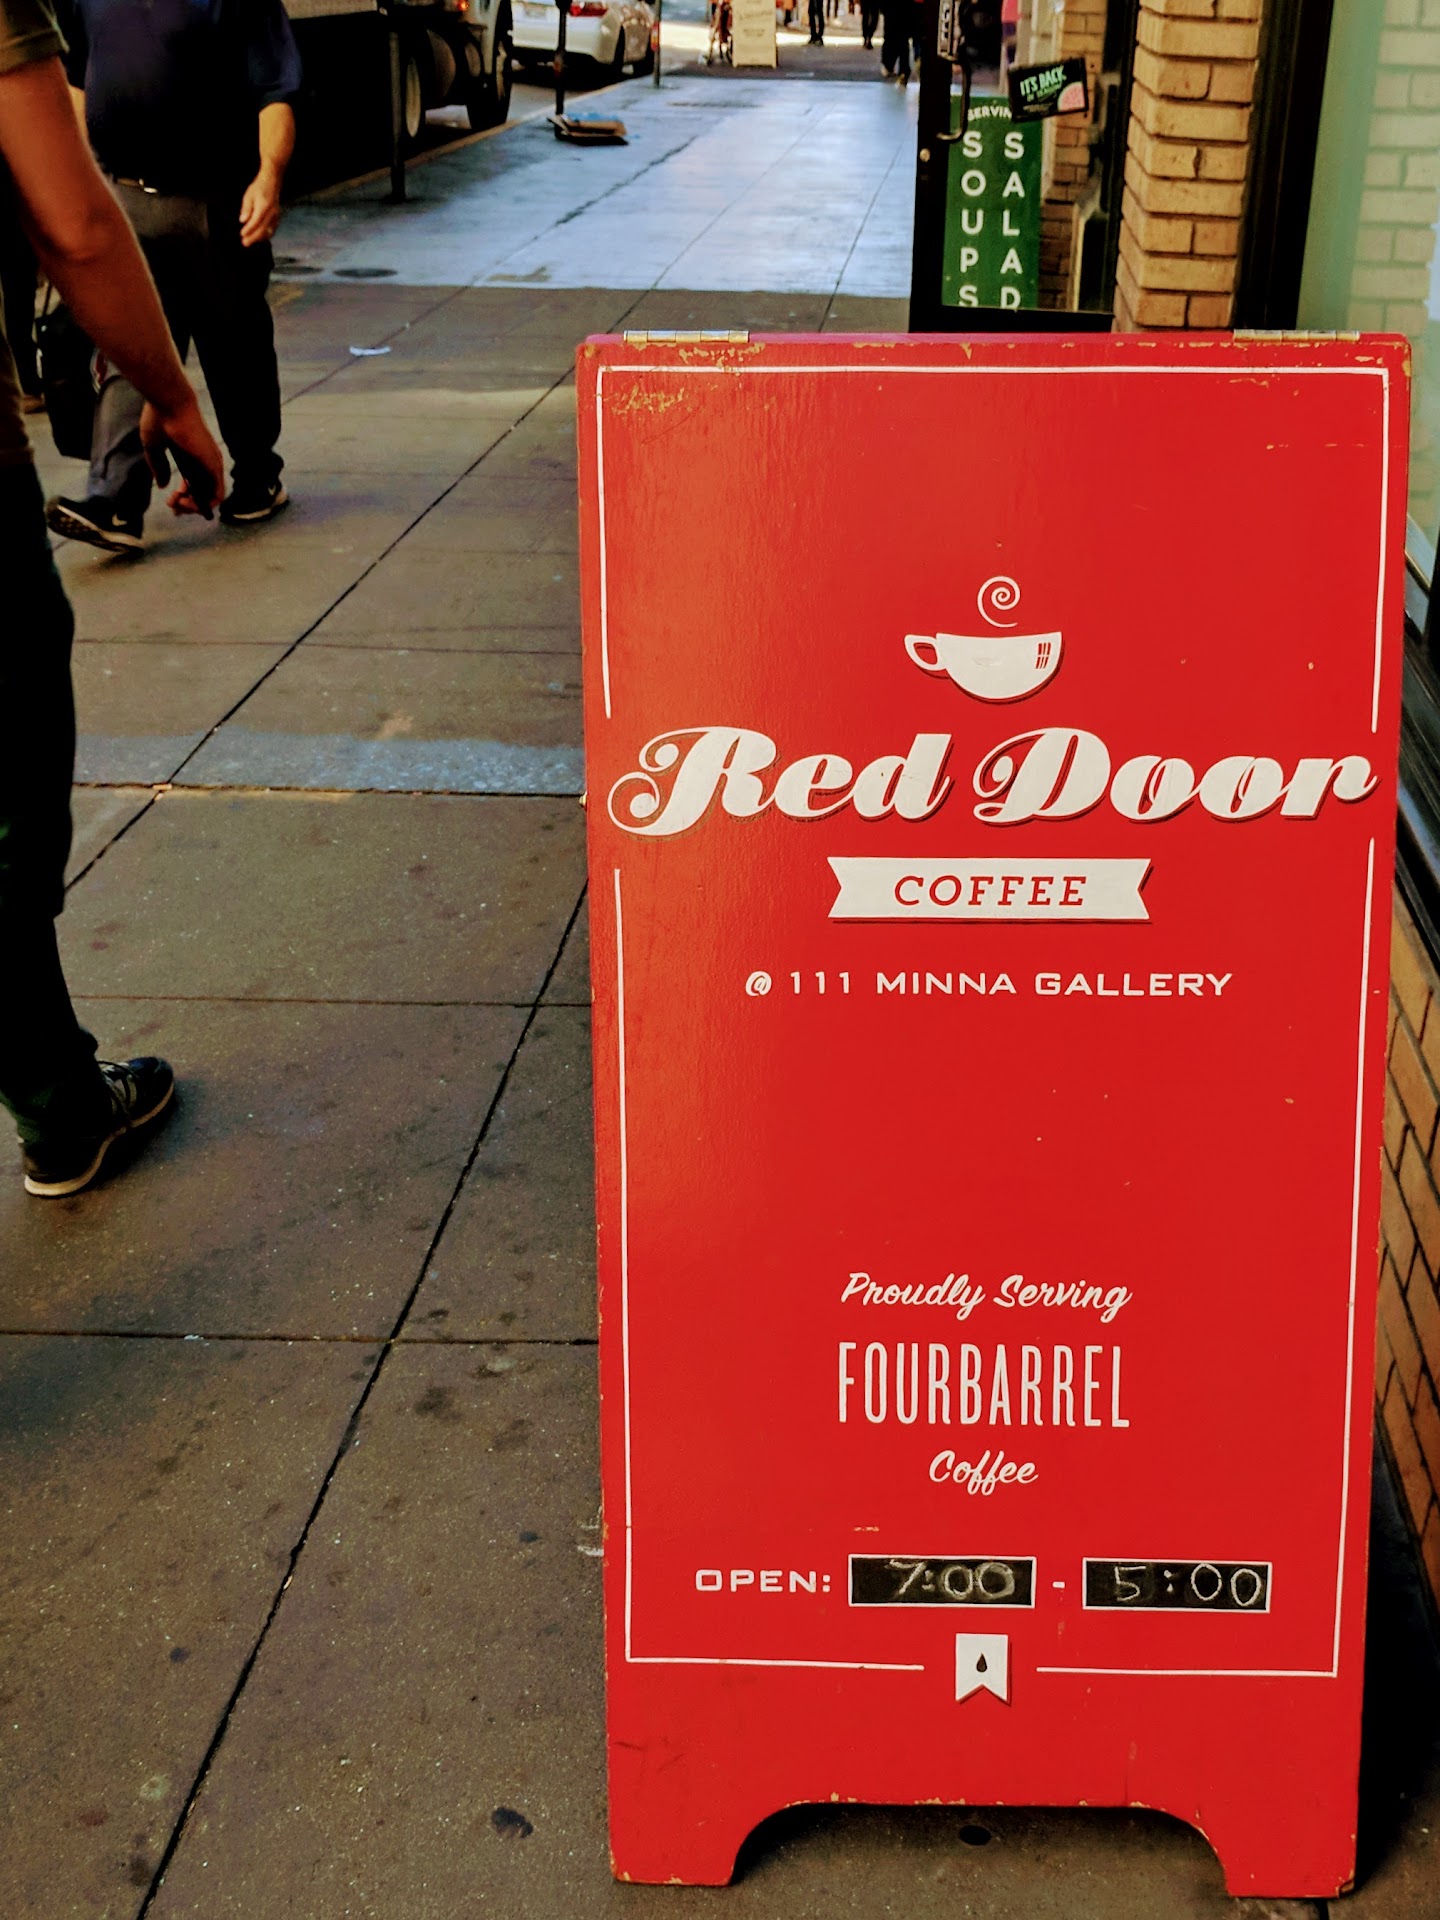 IT'S BACK
SERVING
SOUPS
SALAD
Red Door
COFFEE
@ 111 MINNA GALLERY
Proudly Serving
FOURBARREL
Coffee
OPEN: 7:00 - 5:00